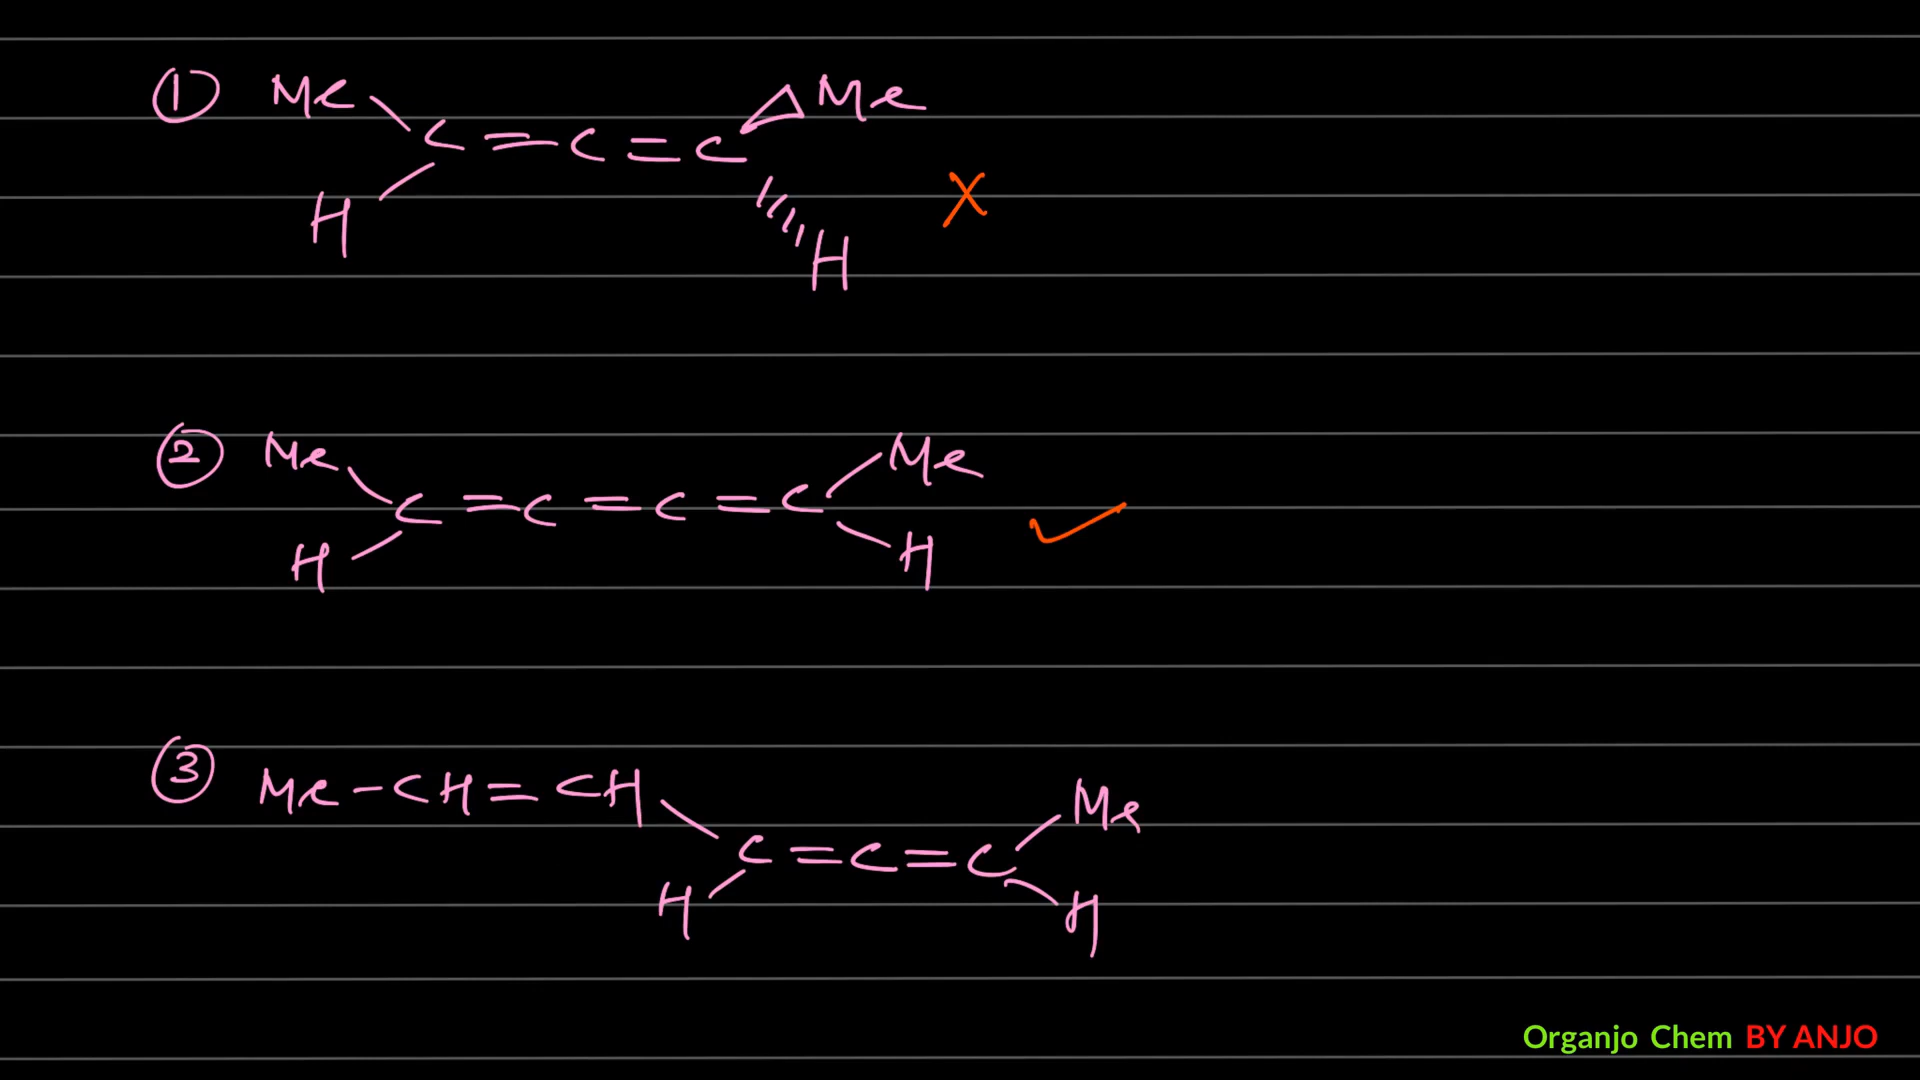 ① Me Me
C = C = C
H H
X
② Me Me
C = C = C = C
H H
③ Me - CH = CH Me
C = C = C
H H
Organjo Chem BY ANJO